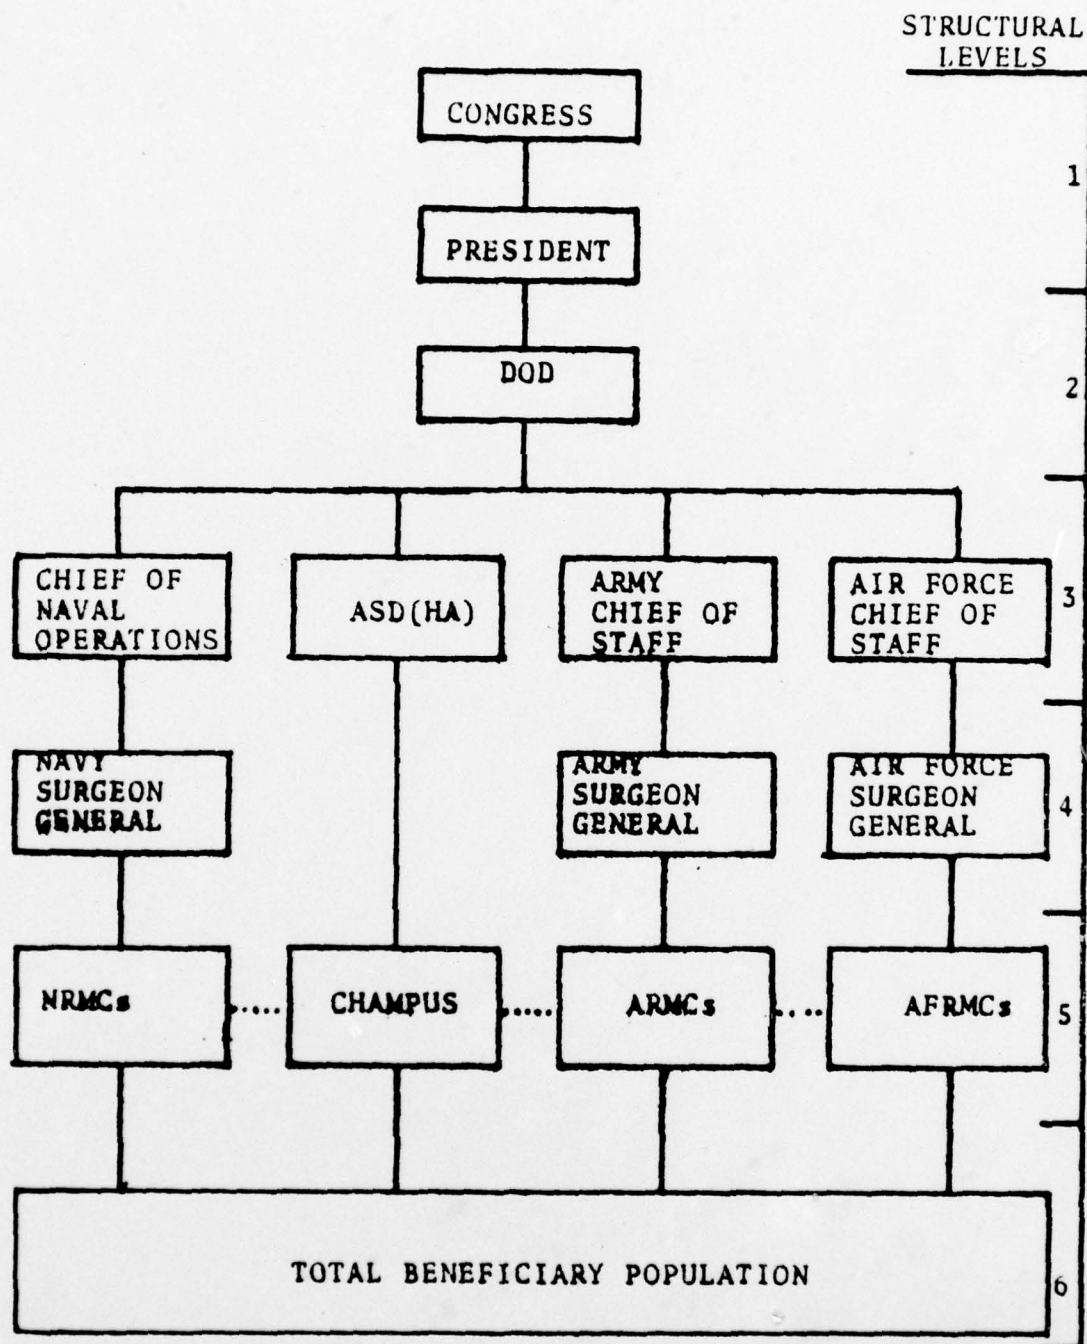 STRUCTURAL
LEVELS
CONGRESS
1
PRESIDENT
DOD
2
CHIEF OF
NAVAL
OPERATIONS
ASD(HA)
ARMY
CHIEF OF
STAFF
AIR FORCE
CHIEF OF
STAFF
3
NAVY
SURGEON
GENERAL
ARMY
SURGEON
GENERAL
AIR FORCE
SURGEON
GENERAL
4
NRMCs
CHAMPUS
ARMCs
AFRMCs
5
TOTAL BENEFICIARY POPULATION
6